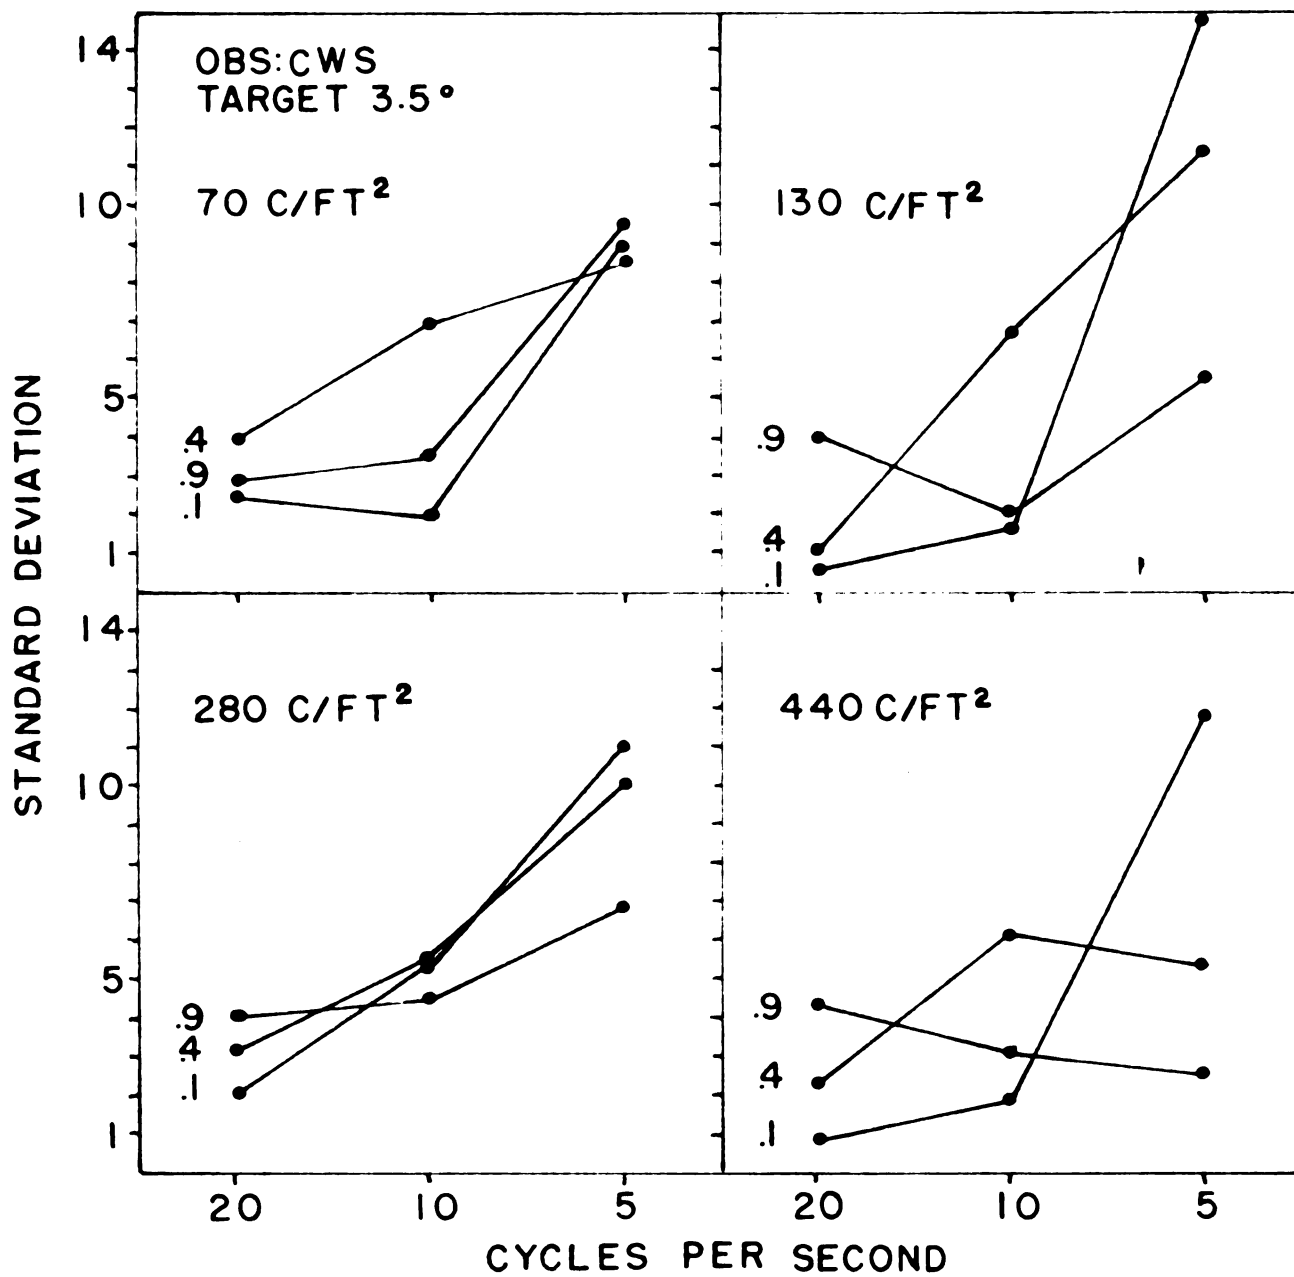 OBS:CWS
TARGET 3.5°
70 C/FT²
14
10
5
1
.4
.9
.1
130 C/FT²
.9
.4
.1
280 C/FT²
14
10
5
1
.9
.4
.1
440 C/FT²
.9
.4
.1
20 10 5 20 10 5
STANDARD DEVIATION
CYCLES PER SECOND